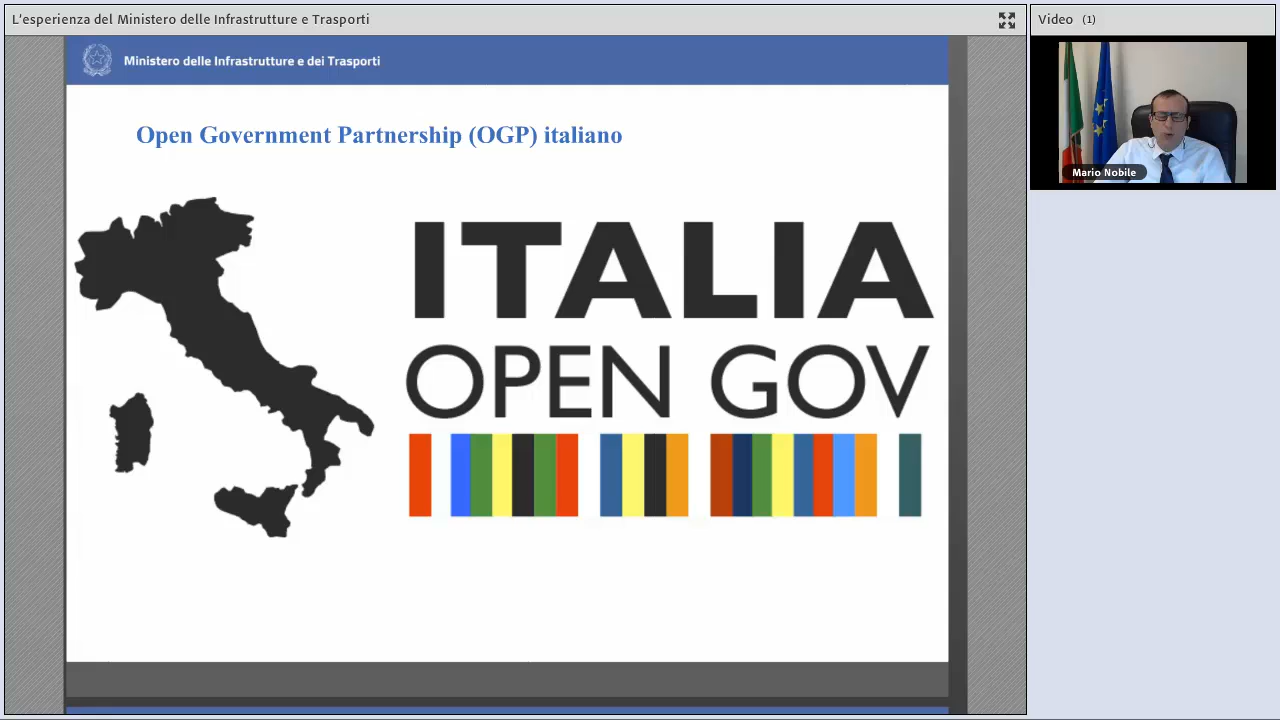 L'esperienza del Ministero delle Infrastrutture e Trasporti
Video (1)
Ministero delle Infrastrutture e dei Trasporti
Mario Nobile
Open Government Partnership (OGP) italiano
ITALIA
OPEN GOV